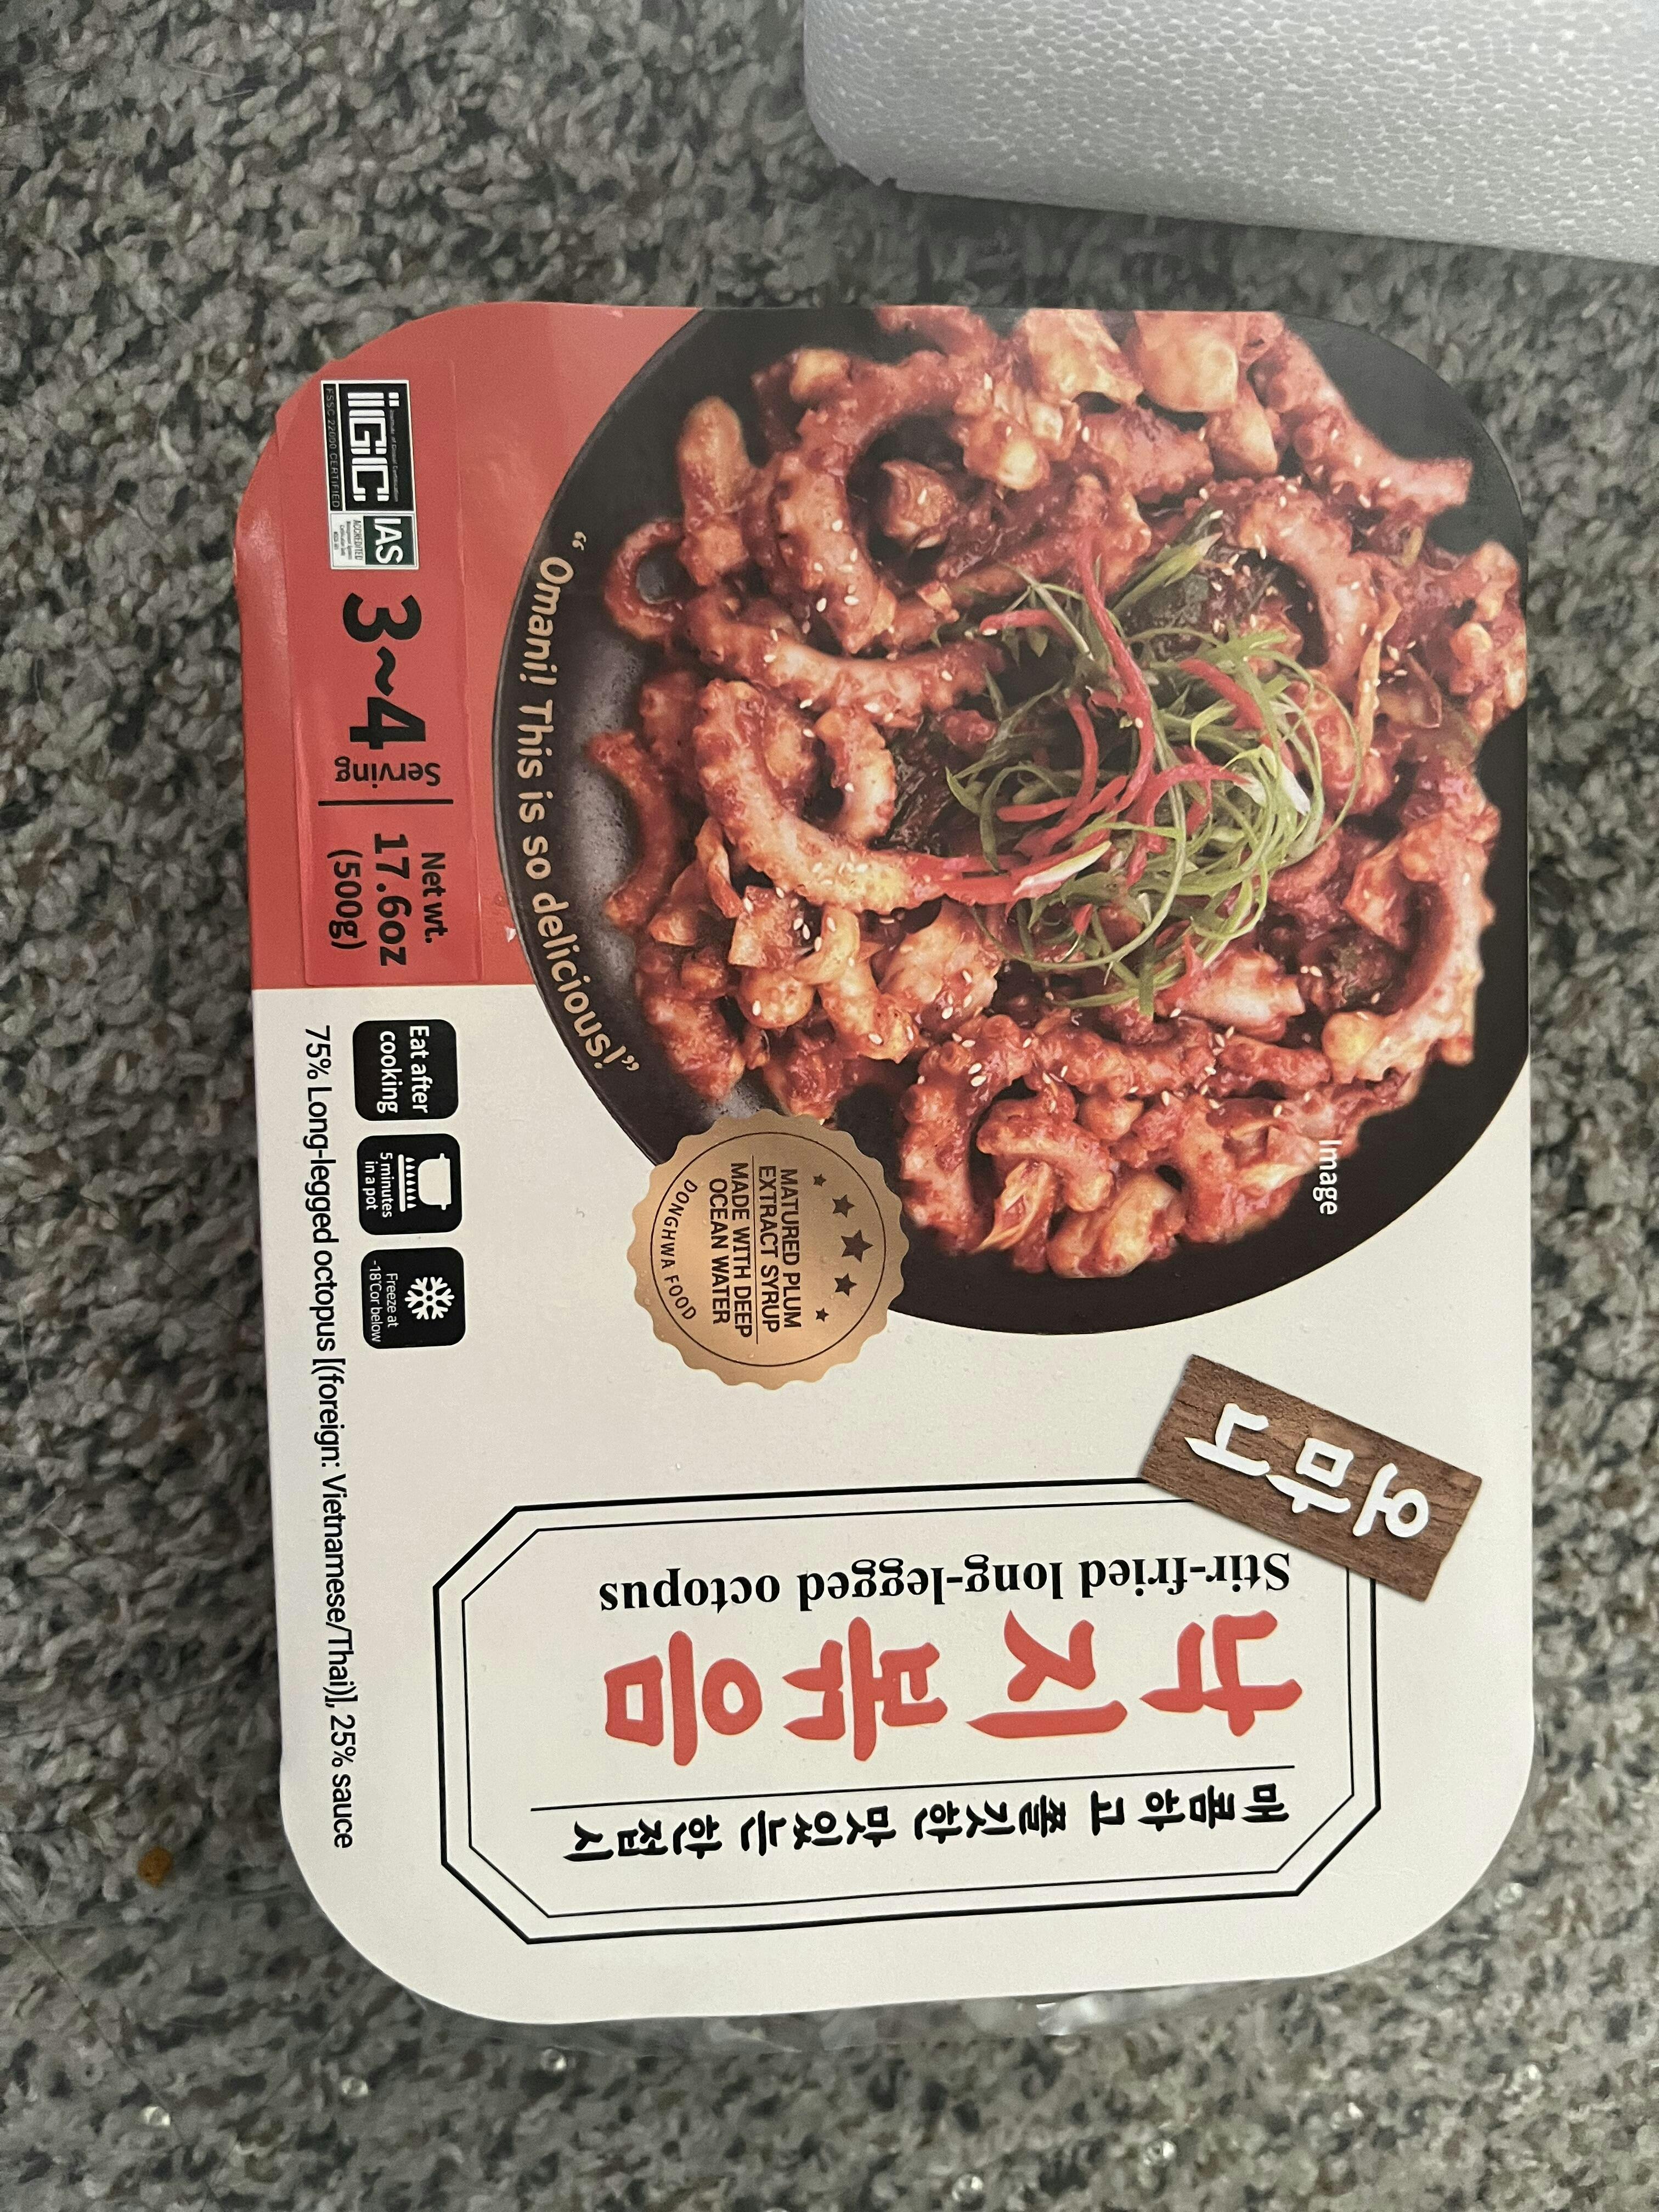 오마니
Stir-fried long-legged octopus
낙지볶음
매콤하고 쫄깃한 맛있는 한접시
Image
“Omani! This is so delicious!”
MATURED PLUM
EXTRACT SYRUP
MADE WITH DEEP
OCEAN WATER
DONGHWA FOOD
IGC
FSSC 22000 CERTIFIED
IAS
ACCREDITED
3~4 Serving
Net wt.
17.6oz
(500g)
Eat after
cooking
5 minutes
in a pot
Freeze at
-18°C or below
75% Long-legged octopus [(foreign: Vietnamese/Thai)], 25% sauce